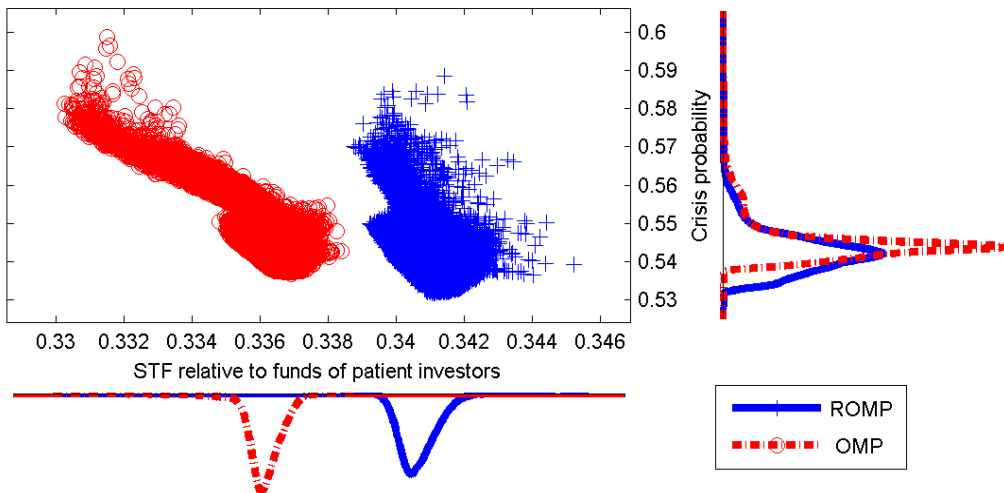 0.6
0.59
0.58
0.57
0.56
0.55
0.54
0.53
Crisis probability
0.33 0.332 0.334 0.336 0.338 0.34 0.342 0.344 0.346
STF relative to funds of patient investors
ROMP
OMP